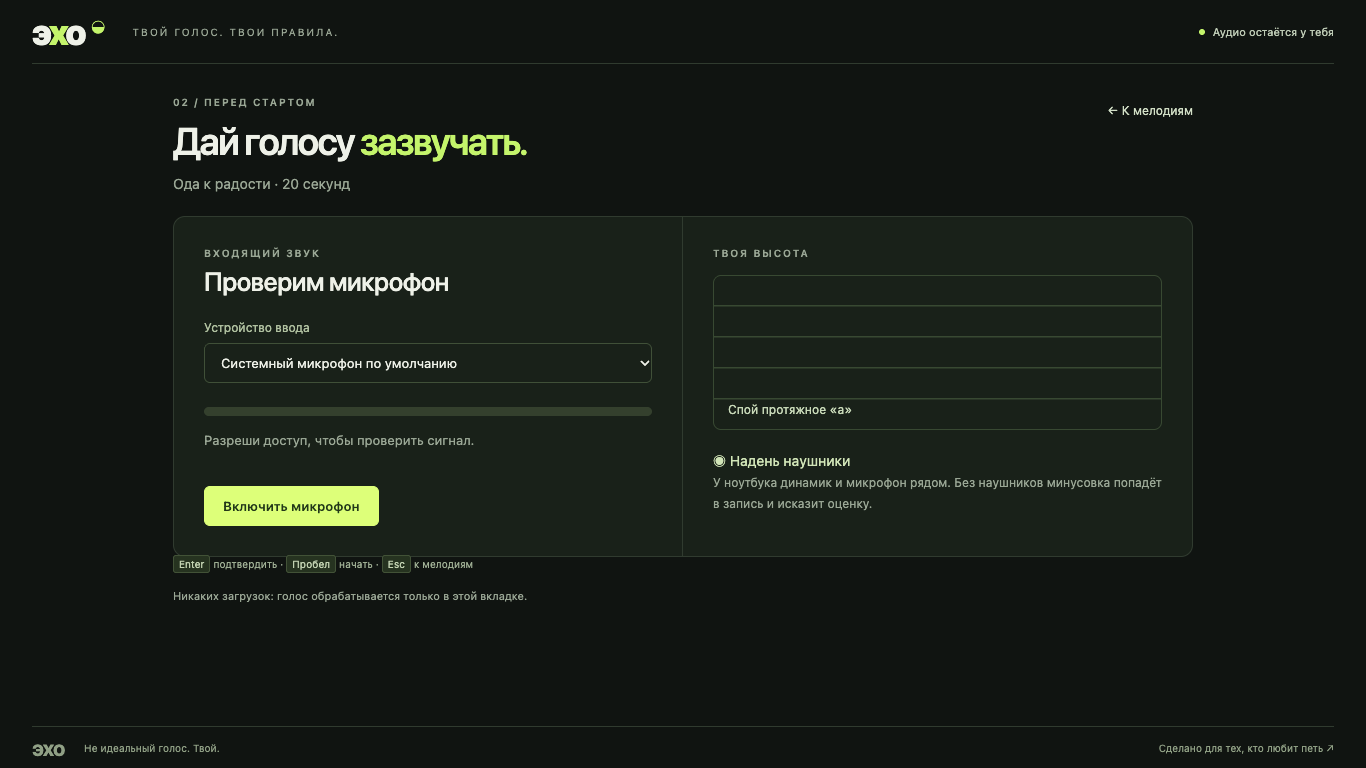 ЭХО
ТВОЙ ГОЛОС. ТВОИ ПРАВИЛА.
Аудио остаётся у тебя
02 / ПЕРЕД СТАРТОМ
← К мелодиям
Дай голосу зазвучать.
Ода к радости · 20 секунд
ВХОДЯЩИЙ ЗВУК
Проверим микрофон
Устройство ввода
Системный микрофон по умолчанию
Разреши доступ, чтобы проверить сигнал.
Включить микрофон
ТВОЯ ВЫСОТА
Спой протяжное «а»
◉ Надень наушники
У ноутбука динамик и микрофон рядом. Без наушников минусовка попадёт
в запись и исказит оценку.
Enter подтвердить · Пробел начать · Esc к мелодиям
Никаких загрузок: голос обрабатывается только в этой вкладке.
ЭХО
Не идеальный голос. Твой.
Сделано для тех, кто любит петь ↗